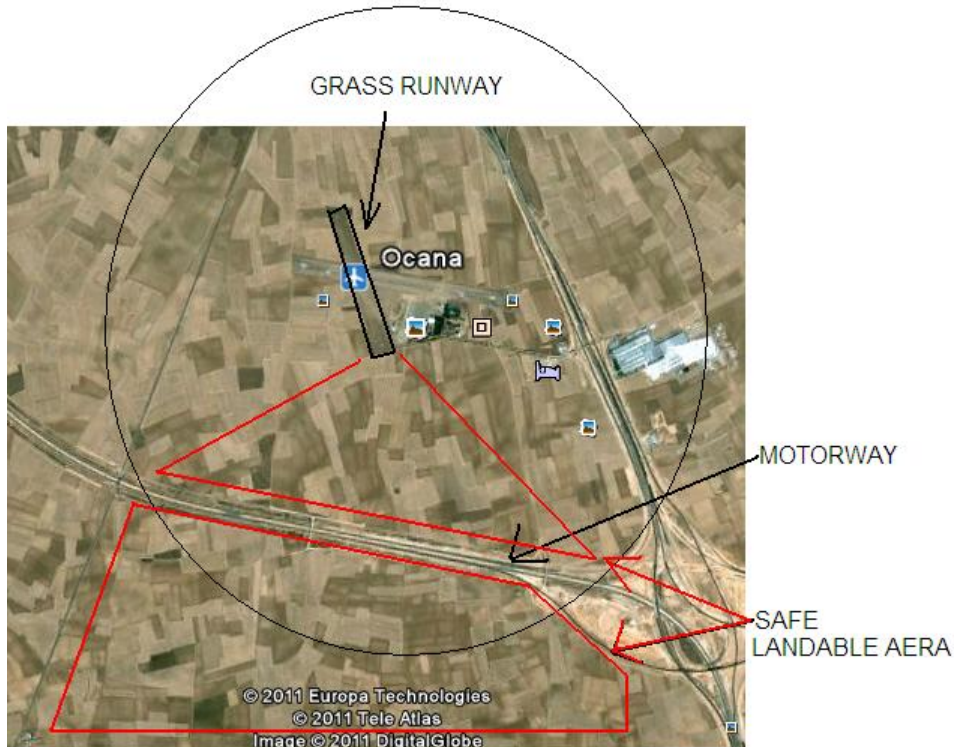 GRASS RUNWAY
Ocana
MOTORWAY
SAFE
LANDABLE AERA
© 2011 Europa Technologies
© 2011 Tele Atlas
Image © 2011 DigitalGlobe